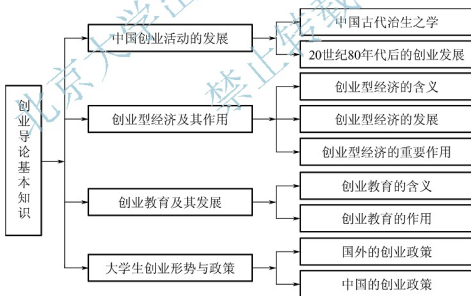 创业导论基本知识
中国创业活动的发展
中国古代治生之学
20世纪80年代后的创业发展
创业型经济及其作用
创业型经济的含义
创业型经济的发展
创业型经济的重要作用
创业教育及其发展
创业教育的含义
创业教育的作用
大学生创业形势与政策
国外的创业政策
中国的创业政策
北京大学
禁止转载